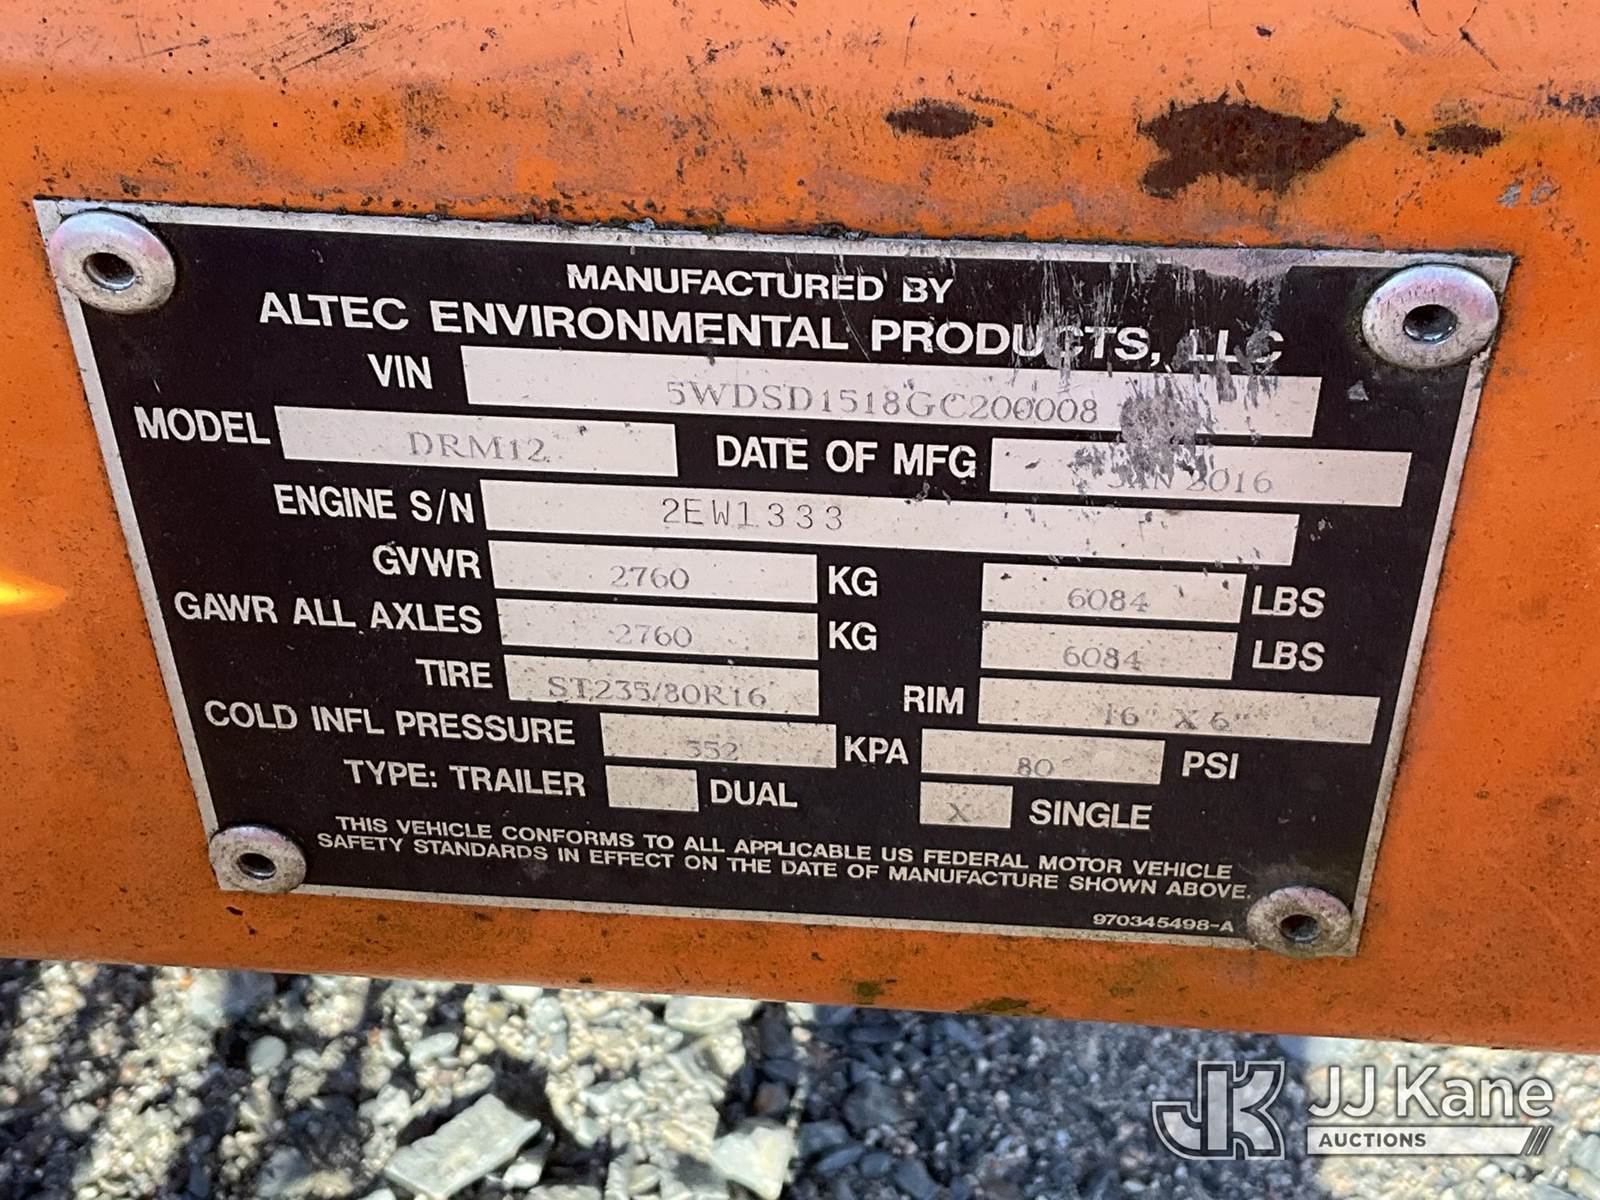 MANUFACTURED BY
ALTEC ENVIRONMENTAL PRODUCTS, LLC
VIN 5WDSD1518GC200008
MODEL DRM12 DATE OF MFG JAN 2016
ENGINE S/N 2EW1333
GVWR 2760 KG 6084 LBS
GAWR ALL AXLES 2760 KG 6084 LBS
TIRE ST235/80R16 RIM 16" X 6"
COLD INFL PRESSURE 552 KPA 80 PSI
TYPE: TRAILER DUAL X SINGLE
THIS VEHICLE CONFORMS TO ALL APPLICABLE US FEDERAL MOTOR VEHICLE
SAFETY STANDARDS IN EFFECT ON THE DATE OF MANUFACTURE SHOWN ABOVE.
970345498-A
JK JJ Kane
AUCTIONS